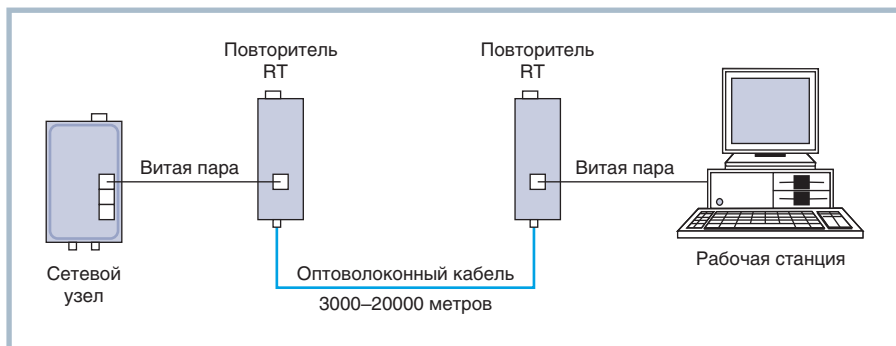 Повторитель
RT
Повторитель
RT
Витая пара
Витая пара
Сетевой
узел
Оптоволоконный кабель
3000–20000 метров
Рабочая станция